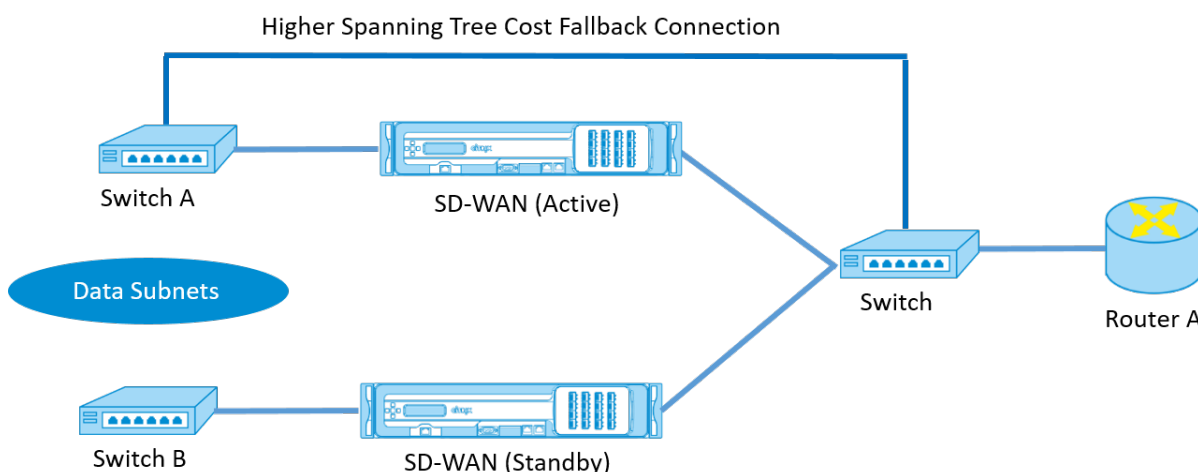 Higher Spanning Tree Cost Fallback Connection
Switch A
SD-WAN (Active)
Data Subnets
Switch
Router A
Switch B
SD-WAN (Standby)